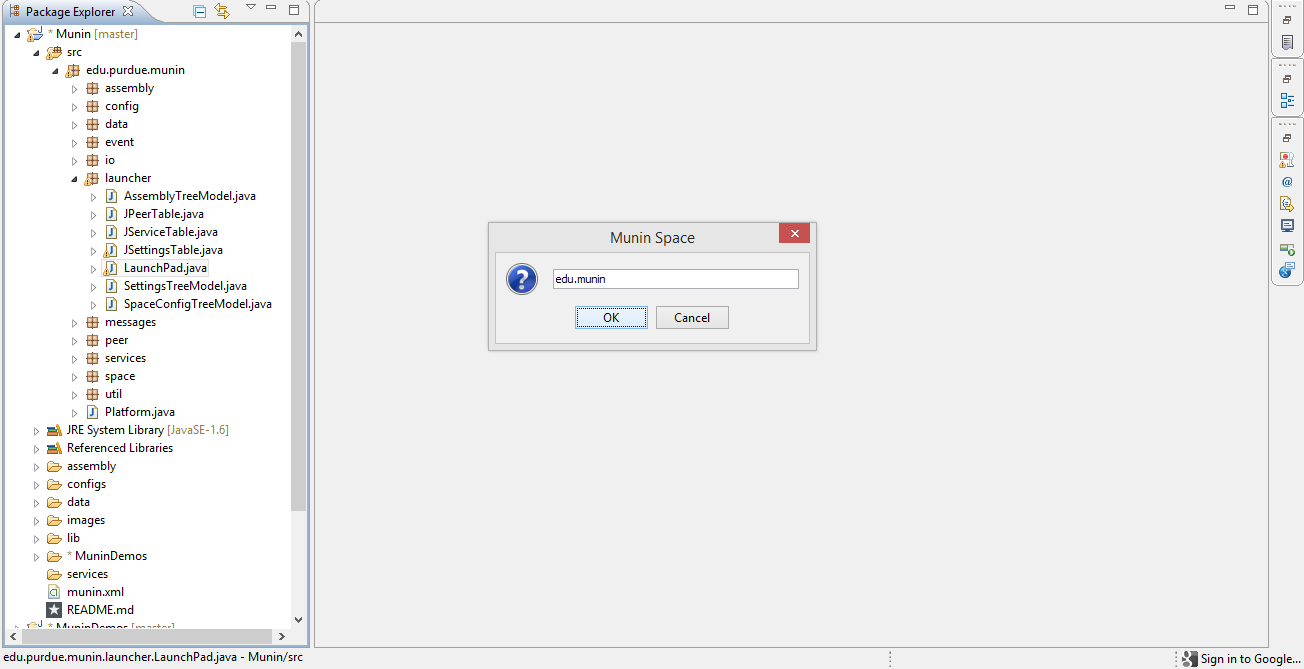 Package Explorer
* Munin [master]
src
edu.purdue.munin
assembly
config
data
event
io
launcher
AssemblyTreeModel.java
JPeerTable.java
JServiceTable.java
JSettingsTable.java
LaunchPad.java
SettingsTreeModel.java
SpaceConfigTreeModel.java
messages
peer
services
space
util
Platform.java
JRE System Library [JavaSE-1.6]
Referenced Libraries
assembly
configs
data
images
lib
* MuninDemos
services
munin.xml
README.md
* MuninDemos [master]
Munin Space
edu.munin
OK
Cancel
edu.purdue.munin.launcher.LaunchPad.java - Munin/src
Sign in to Google...